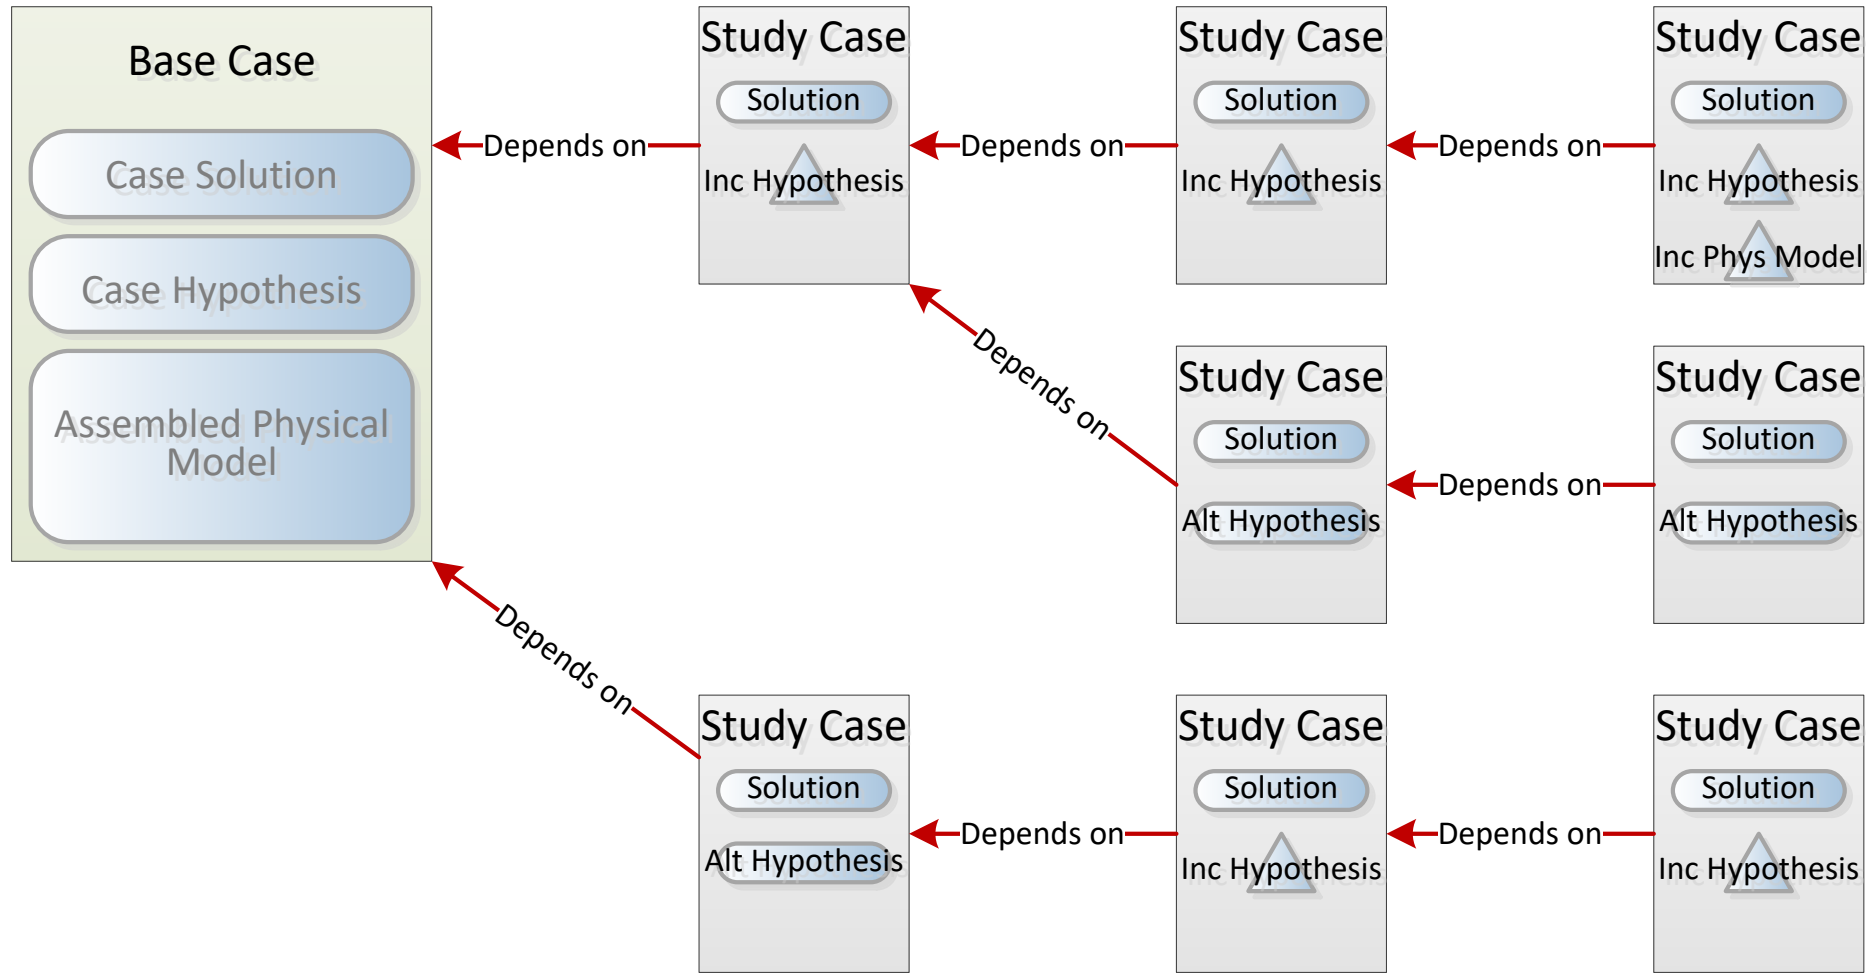 Base Case
Case Solution
Case Hypothesis
Assembled Physical
Model
Depends on
Study Case
Solution
Inc Hypothesis
Depends on
Study Case
Solution
Inc Hypothesis
Depends on
Study Case
Solution
Inc Hypothesis
Inc Phys Model
Depends on
Study Case
Solution
Alt Hypothesis
Depends on
Study Case
Solution
Alt Hypothesis
Depends on
Study Case
Solution
Alt Hypothesis
Depends on
Study Case
Solution
Inc Hypothesis
Depends on
Study Case
Solution
Inc Hypothesis